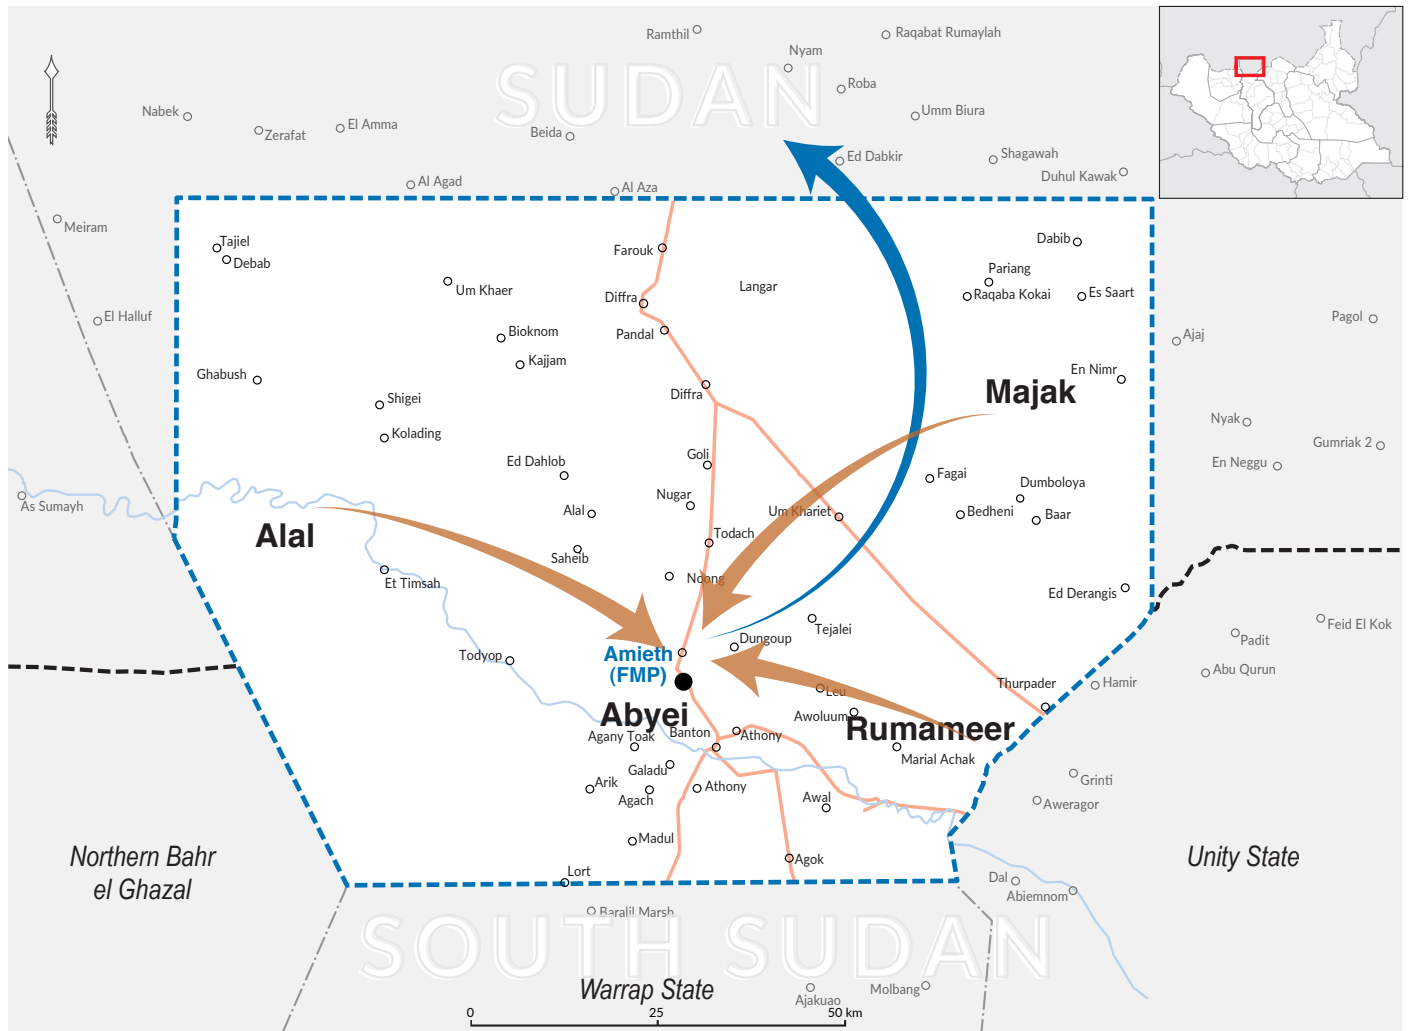 Ramthil
Raqabat Rumaylah
Nyam
SUDAN
Roba
Nabek
Zerafat
El Amma
Beida
Umm Biura
Ed Dabkir
Shagawah
Duhul Kawak
Al Agad
Al Aza
Meiram
Tajiel
Debab
Farouk
Dabib
Um Khaer
Diffra
Langar
Pariang
Raqaba Kokai
Es Saart
El Halluf
Bioknom
Pandal
Pagol
Ajaj
Kajjam
Ghabush
Diffra
En Nimr
Majak
Shigei
Kolading
Nyak
Gumriak 2
Ed Dahlob
Goli
En Neggu
Fagai
Dumboloya
As Sumayh
Nugar
Alal
Um Khariet
Bedheni
Baar
Alal
Todach
Saheib
Et Timsah
Noong
Ed Derangis
Tejalei
Feid El Kok
Dungoup
Padit
Todyop
Amieth
(FMP)
Abu Qurun
Leu
Thurpader
Hamir
Abyei
Awoluum
Rumameer
Agany Toak
Banton
Athony
Marial Achak
Galadu
Arik
Agach
Athony
Awal
Grinti
Aweragor
Madul
Agok
Northern Bahr
el Ghazal
Unity State
Lort
Dal
Abiemnom
Baralil Marsh
SOUTH SUDAN
Warrap State
Ajakuao
Molbang
0
25
50 km